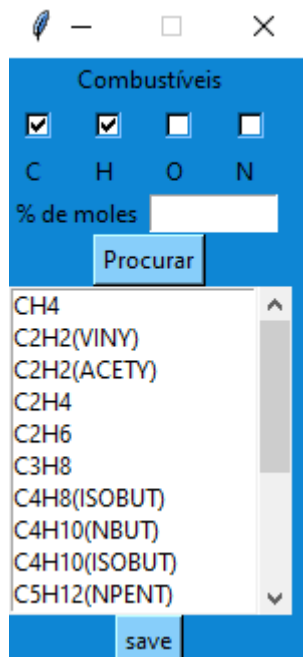 Combustíveis
C H O N
% de moles
Procurar
CH4
C2H2(VINY)
C2H2(ACETY)
C2H4
C2H6
C3H8
C4H8(ISOBUT)
C4H10(NBUT)
C4H10(ISOBUT)
C5H12(NPENT)
save